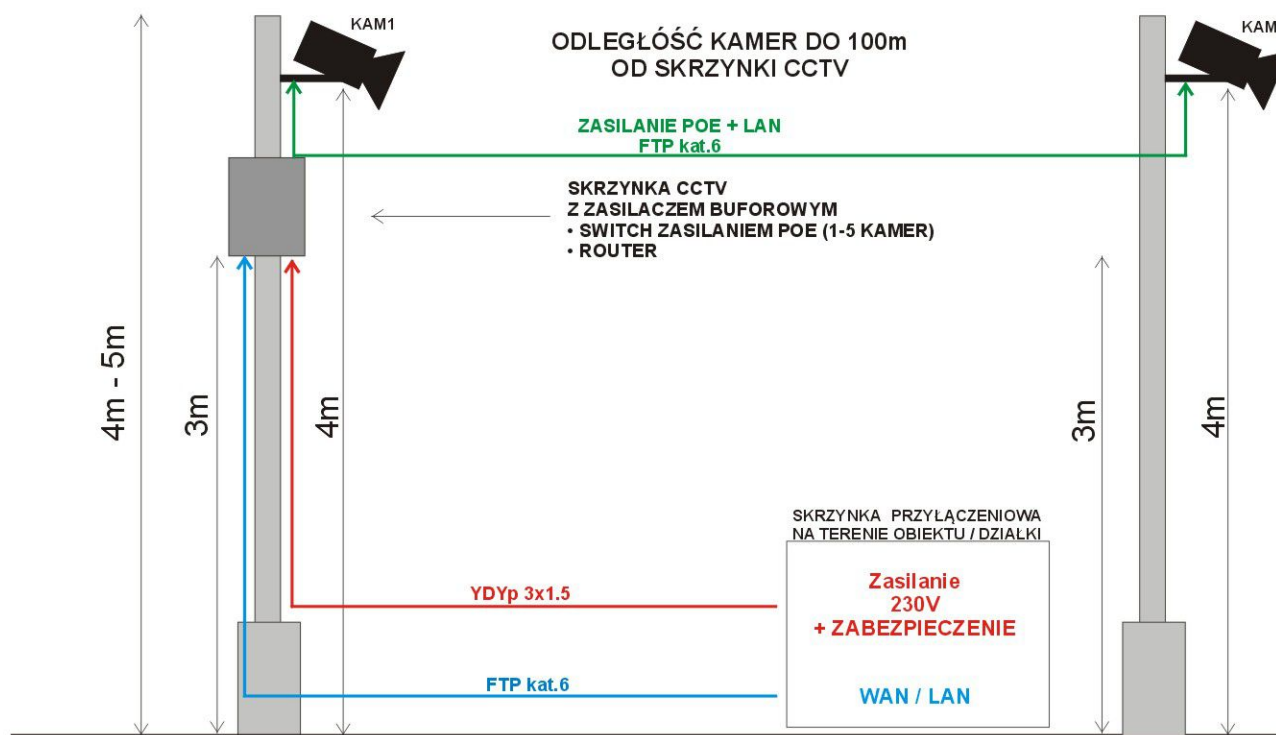 KAM1
ODLEGŁÓŚĆ KAMER DO 100m
OD SKRZYNKI CCTV
KAM
ZASILANIE POE + LAN
FTP kat.6
SKRZYNKA CCTV
Z ZASILACZEM BUFOROWYM
• SWITCH ZASILANIEM POE (1-5 KAMER)
• ROUTER
4m - 5m
3m
4m
3m
4m
SKRZYNKA PRZYŁĄCZENIOWA
NA TERENIE OBIEKTU / DZIAŁKI
Zasilanie
230V
+ ZABEZPIECZENIE
YDYp 3x1.5
FTP kat.6
WAN / LAN